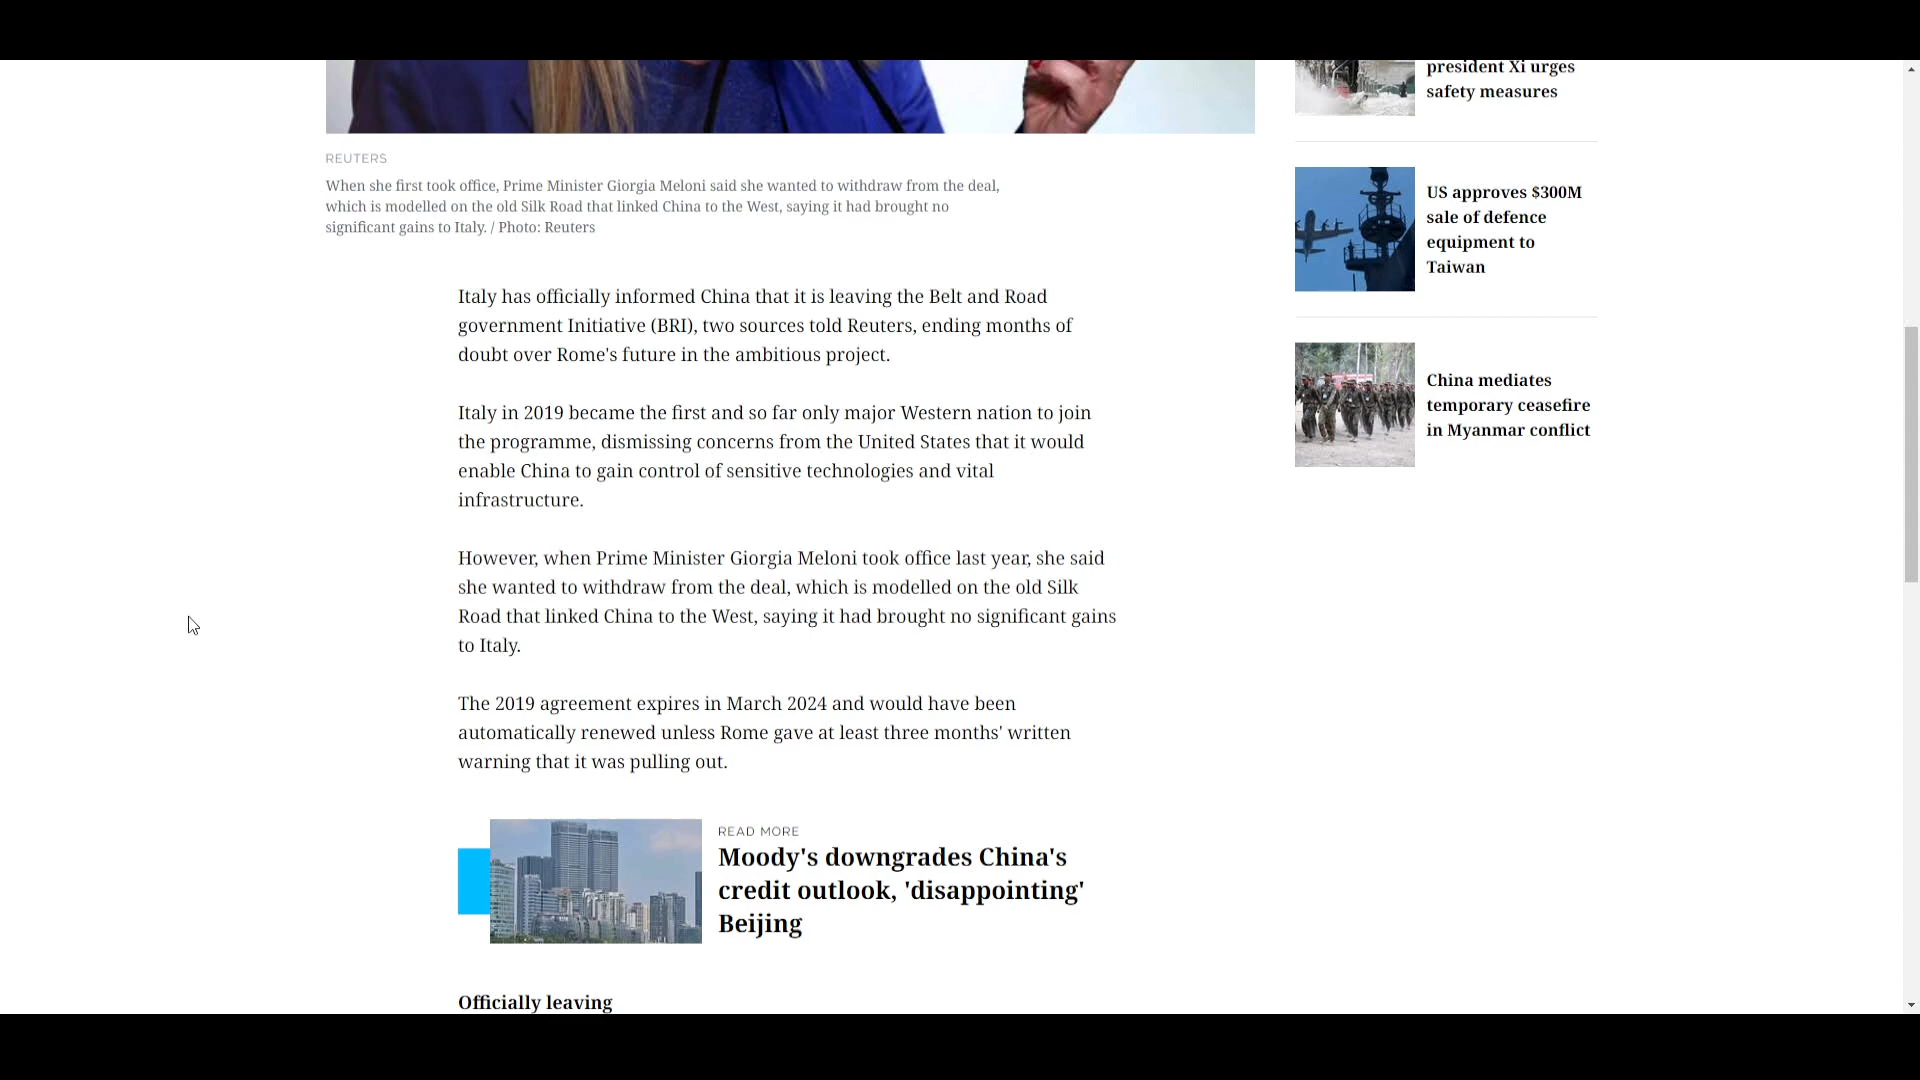 REUTERS
When she first took office, Prime Minister Giorgia Meloni said she wanted to withdraw from the deal,
which is modelled on the old Silk Road that linked China to the West, saying it had brought no
significant gains to Italy. / Photo: Reuters
Italy has officially informed China that it is leaving the Belt and Road
government Initiative (BRI), two sources told Reuters, ending months of
doubt over Rome's future in the ambitious project.
Italy in 2019 became the first and so far only major Western nation to join
the programme, dismissing concerns from the United States that it would
enable China to gain control of sensitive technologies and vital
infrastructure.
However, when Prime Minister Giorgia Meloni took office last year, she said
she wanted to withdraw from the deal, which is modelled on the old Silk
Road that linked China to the West, saying it had brought no significant gains
to Italy.
The 2019 agreement expires in March 2024 and would have been
automatically renewed unless Rome gave at least three months' written
warning that it was pulling out.
READ MORE
Moody's downgrades China's
credit outlook, 'disappointing'
Beijing
Officially leaving
president Xi urges
safety measures
US approves $300M
sale of defence
equipment to
Taiwan
China mediates
temporary ceasefire
in Myanmar conflict